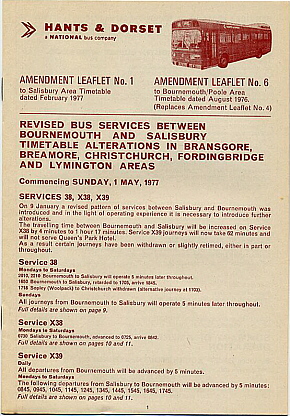 HANTS & DORSET
a NATIONAL bus company
AMENDMENT LEAFLET No. 1
to Salisbury Area Timetable
dated February 1977
AMENDMENT LEAFLET No. 6
to Bournemouth/Poole Area
Timetable dated August 1976.
(Replaces Amendment Leaflet No. 4)
REVISED BUS SERVICES BETWEEN
BOURNEMOUTH AND SALISBURY
TIMETABLE ALTERATIONS IN BRANSGORE,
BREAMORE, CHRISTCHURCH, FORDINGBRIDGE
and LYMINGTON AREAS
Commencing SUNDAY, 1 MAY, 1977
SERVICES 38, X38, X39
On 9 January a revised pattern of services between Salisbury and Bournemouth was
introduced and in the light of operating experience it is necessary to introduce further
alterations.
The travelling time between Bournemouth and Salisbury will be increased on Service
X38 by 4 minutes to 1 hour 17 minutes. Service X39 journeys will now take 62 minutes and
will not serve Queen's Park Hotel.
As a result certain journeys have been withdrawn or slightly retimed, either in part or
throughout.
Service 38
Mondays to Saturdays
2010, 2210 Bournemouth to Salisbury will operate 5 minutes later throughout.
1650 Bournemouth to Salisbury, retarded to 1705, arrive 1845.
1746 Sopley (Woolpack) to Christchurch withdrawn (alternative at 1703).
Sundays
All journeys from Bournemouth to Salisbury will operate 5 minutes later throughout.
Full details are shown on page 9.
Service X38
Mondays to Saturdays
0730 Salisbury to Bournemouth, advanced to 0725, arrive 0842.
Full details are shown on pages 10 and 11.
Service X39
Daily
All departures from Bournemouth will be advanced by 5 minutes.
Mondays to Saturdays
The following departures from Salisbury to Bournemouth will be advanced by 5 minutes:
0845, 0945, 1045, 1145, 1245, 1345, 1445, 1545, 1645, 1745.
Full details are shown on pages 10 and 11.
1